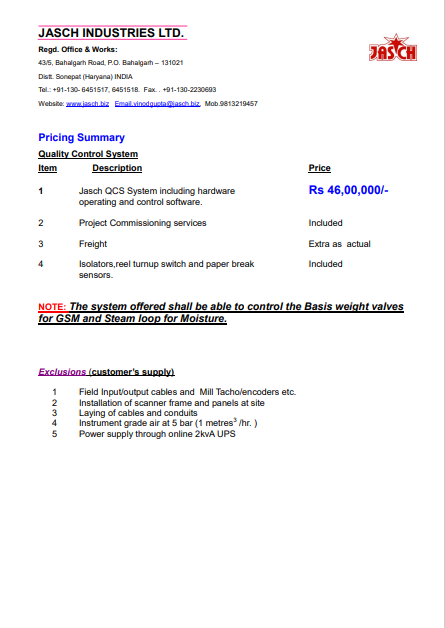 JASCH INDUSTRIES LTD.
Regd. Office & Works:
JASCH
43/5, Bahalgarh Road, P.O. Bahalgarh – 131021
Distt. Sonepat (Haryana) INDIA
Tel.: +91-130- 6451517, 6451518. Fax. . +91-130-2230693
Website: www.jasch.biz Email.vinodgupta@jasch.biz, Mob.9813219457
Pricing Summary
Quality Control System
Item Description Price
1 Jasch QCS System including hardware Rs 46,00,000/-
operating and control software.
2 Project Commissioning services Included
3 Freight Extra as actual
4 Isolators,reel turnup switch and paper break Included
sensors.
NOTE: The system offered shall be able to control the Basis weight valves
for GSM and Steam loop for Moisture.
Exclusions (customer's supply)
1 Field Input/output cables and Mill Tacho/encoders etc.
2 Installation of scanner frame and panels at site
3 Laying of cables and conduits
4 Instrument grade air at 5 bar (1 metres³ /hr. )
5 Power supply through online 2kvA UPS